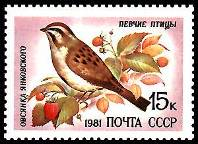 ПЕВЧИЕ ПТИЦЫ
ОВСЯНКА ЯНКОВСКОГО
15к
1981 ПОЧТА СССР